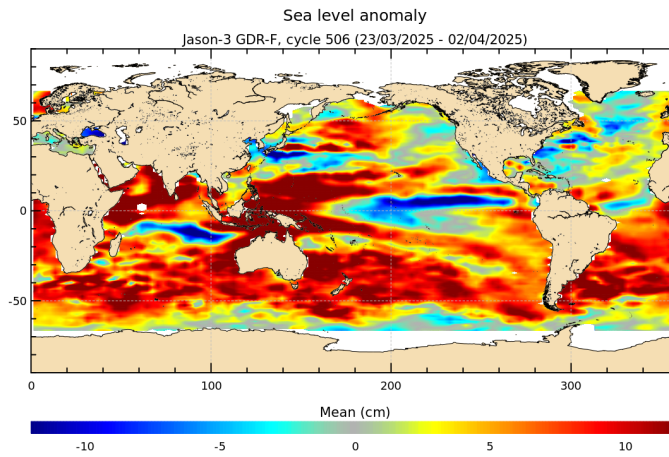 Sea level anomaly
Jason-3 GDR-F, cycle 506 (23/03/2025 - 02/04/2025)
50
0
-50
0 100 200 300
Mean (cm)
-10 -5 0 5 10